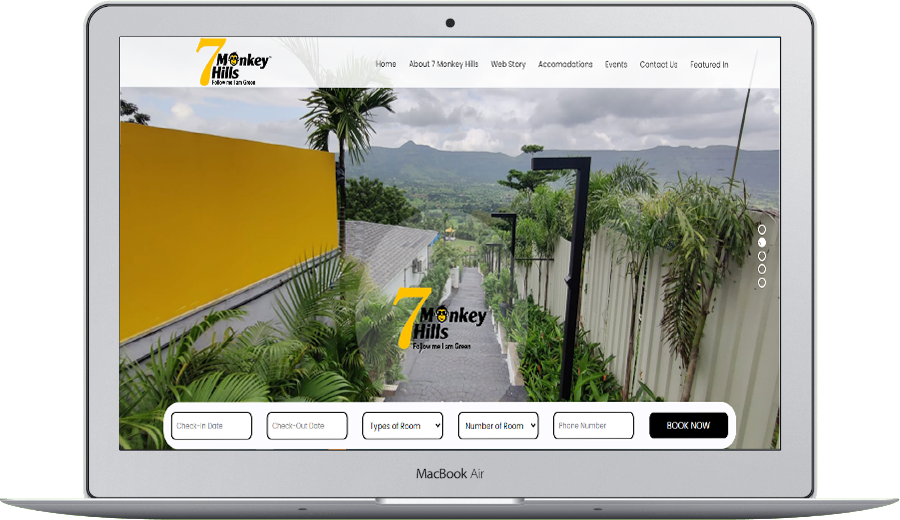 7 Monkey
Hills
Follow me I am Green
Home About 7 Monkey Hills Web Story Accomodations Events Contact Us Featured In
7 Monkey
Hills
Follow me I am Green
Check-In Date Check-Out Date Types of Room Number of Room Phone Number BOOK NOW
MacBook Air